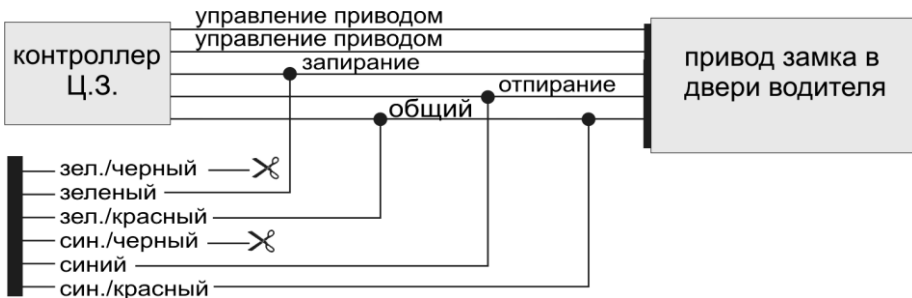 управление приводом
управление приводом
контроллер
Ц.З.
запирание
отпирание
общий
привод замка в
двери водителя
зел./черный
зеленый
зел./красный
син./черный
синий
син./красный